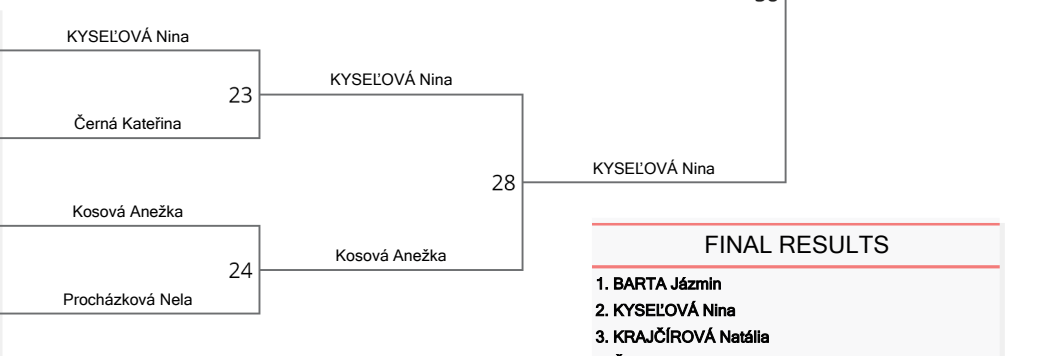 KYSEĽOVÁ Nina
KYSEĽOVÁ Nina
23
Černá Kateřina
KYSEĽOVÁ Nina
28
Kosová Anežka
Kosová Anežka
24
Procházková Nela
FINAL RESULTS
1. BARTA Jázmin
2. KYSEĽOVÁ Nina
3. KRAJČÍROVÁ Natália